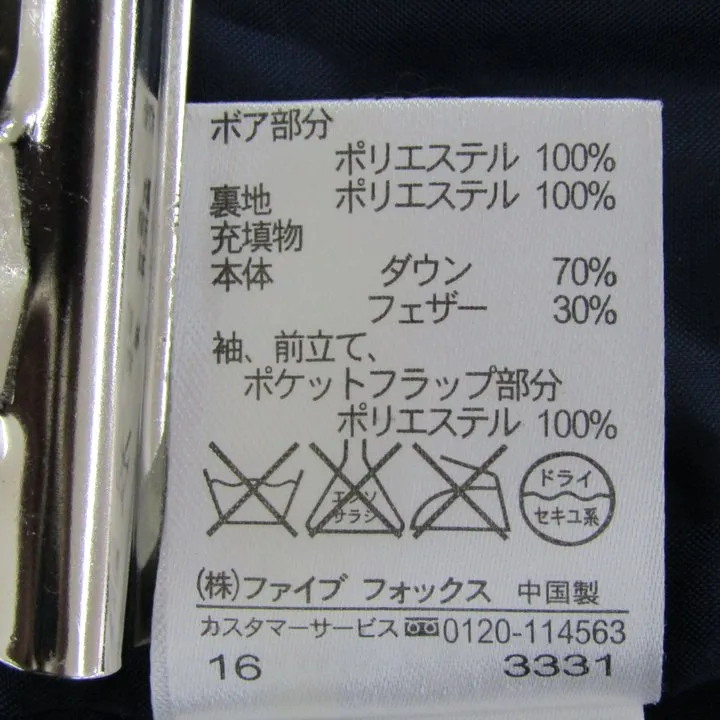 ボア部分
ポリエステル 100%
裏地 ポリエステル 100%
充填物
本体 ダウン 70%
フェザー 30%
袖、前立て、
ポケットフラップ部分
ポリエステル 100%
エンソ
サラシ
ドライ
セキユ系
(株)ファイブ フォックス 中国製
カスタマーサービス 0120-114563
16 3331